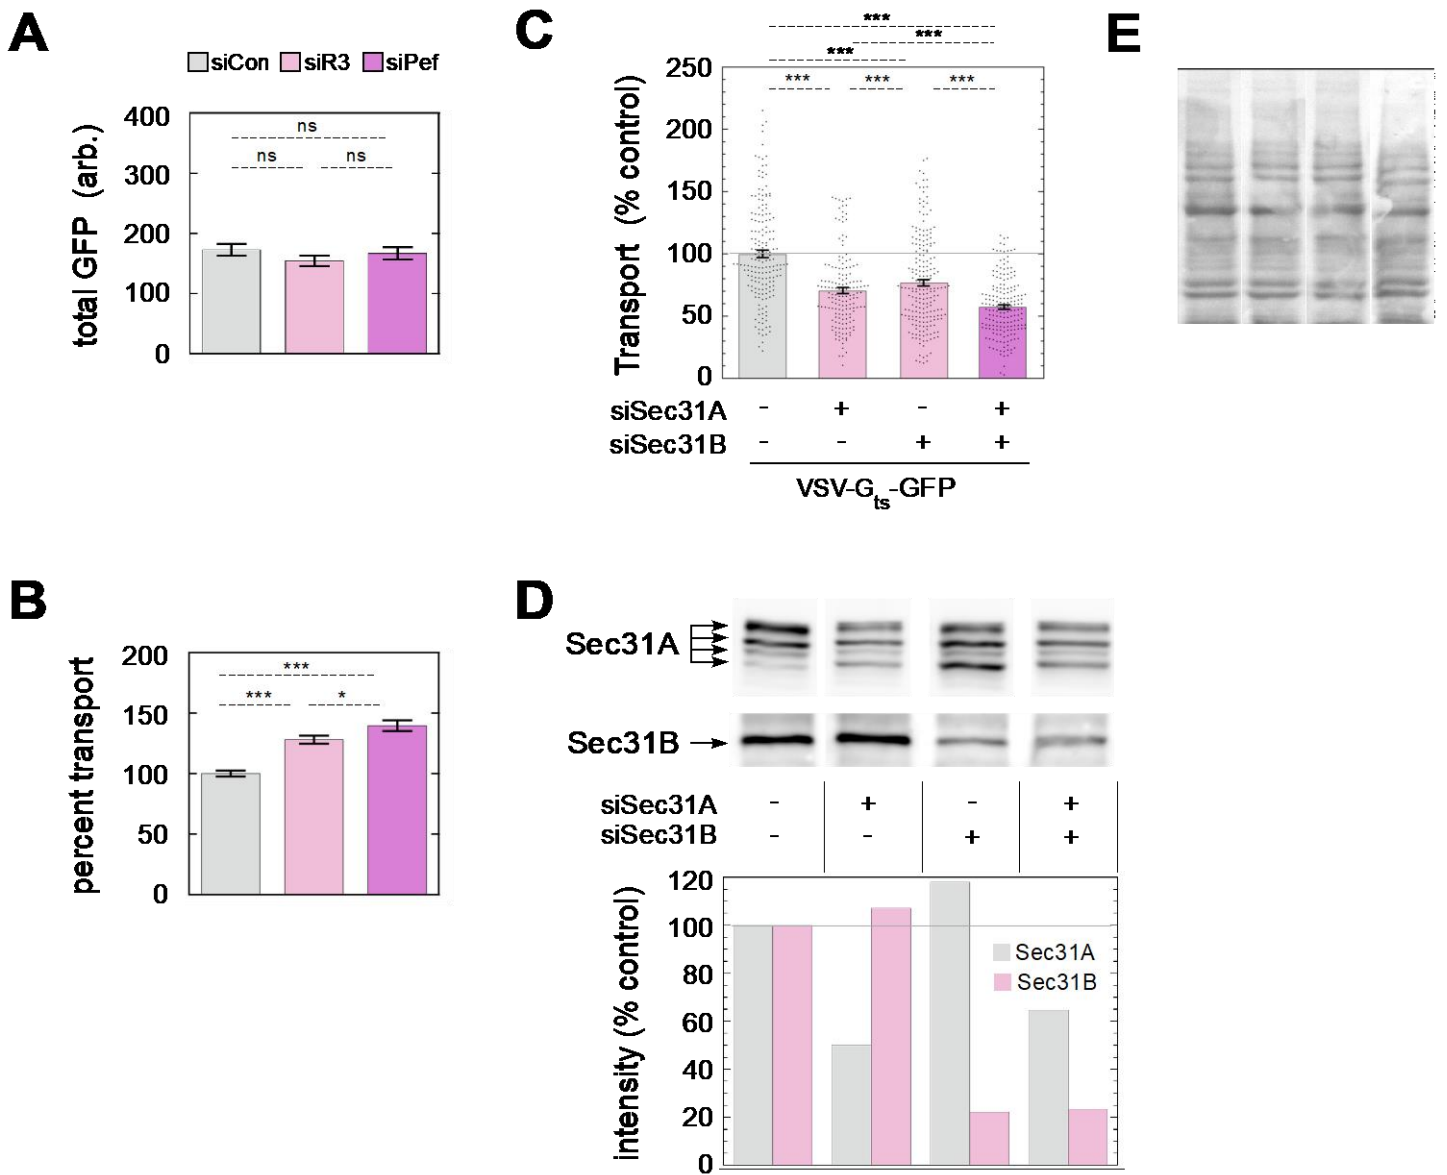 A
siCon siR3 siPef
total GFP (arb.)
400
300
200
100
0
ns
ns ns
B
percent transport
200
150
100
50
0
***
*** *
C
Transport (% control)
250
200
150
100
50
0
***
***
***
*** *** ***
siSec31A - + - +
siSec31B - - + +
VSV-Gts-GFP
D
Sec31A
Sec31B
siSec31A - + - +
siSec31B - - + +
intensity (% control)
120
100
80
60
40
20
0
Sec31A
Sec31B
E